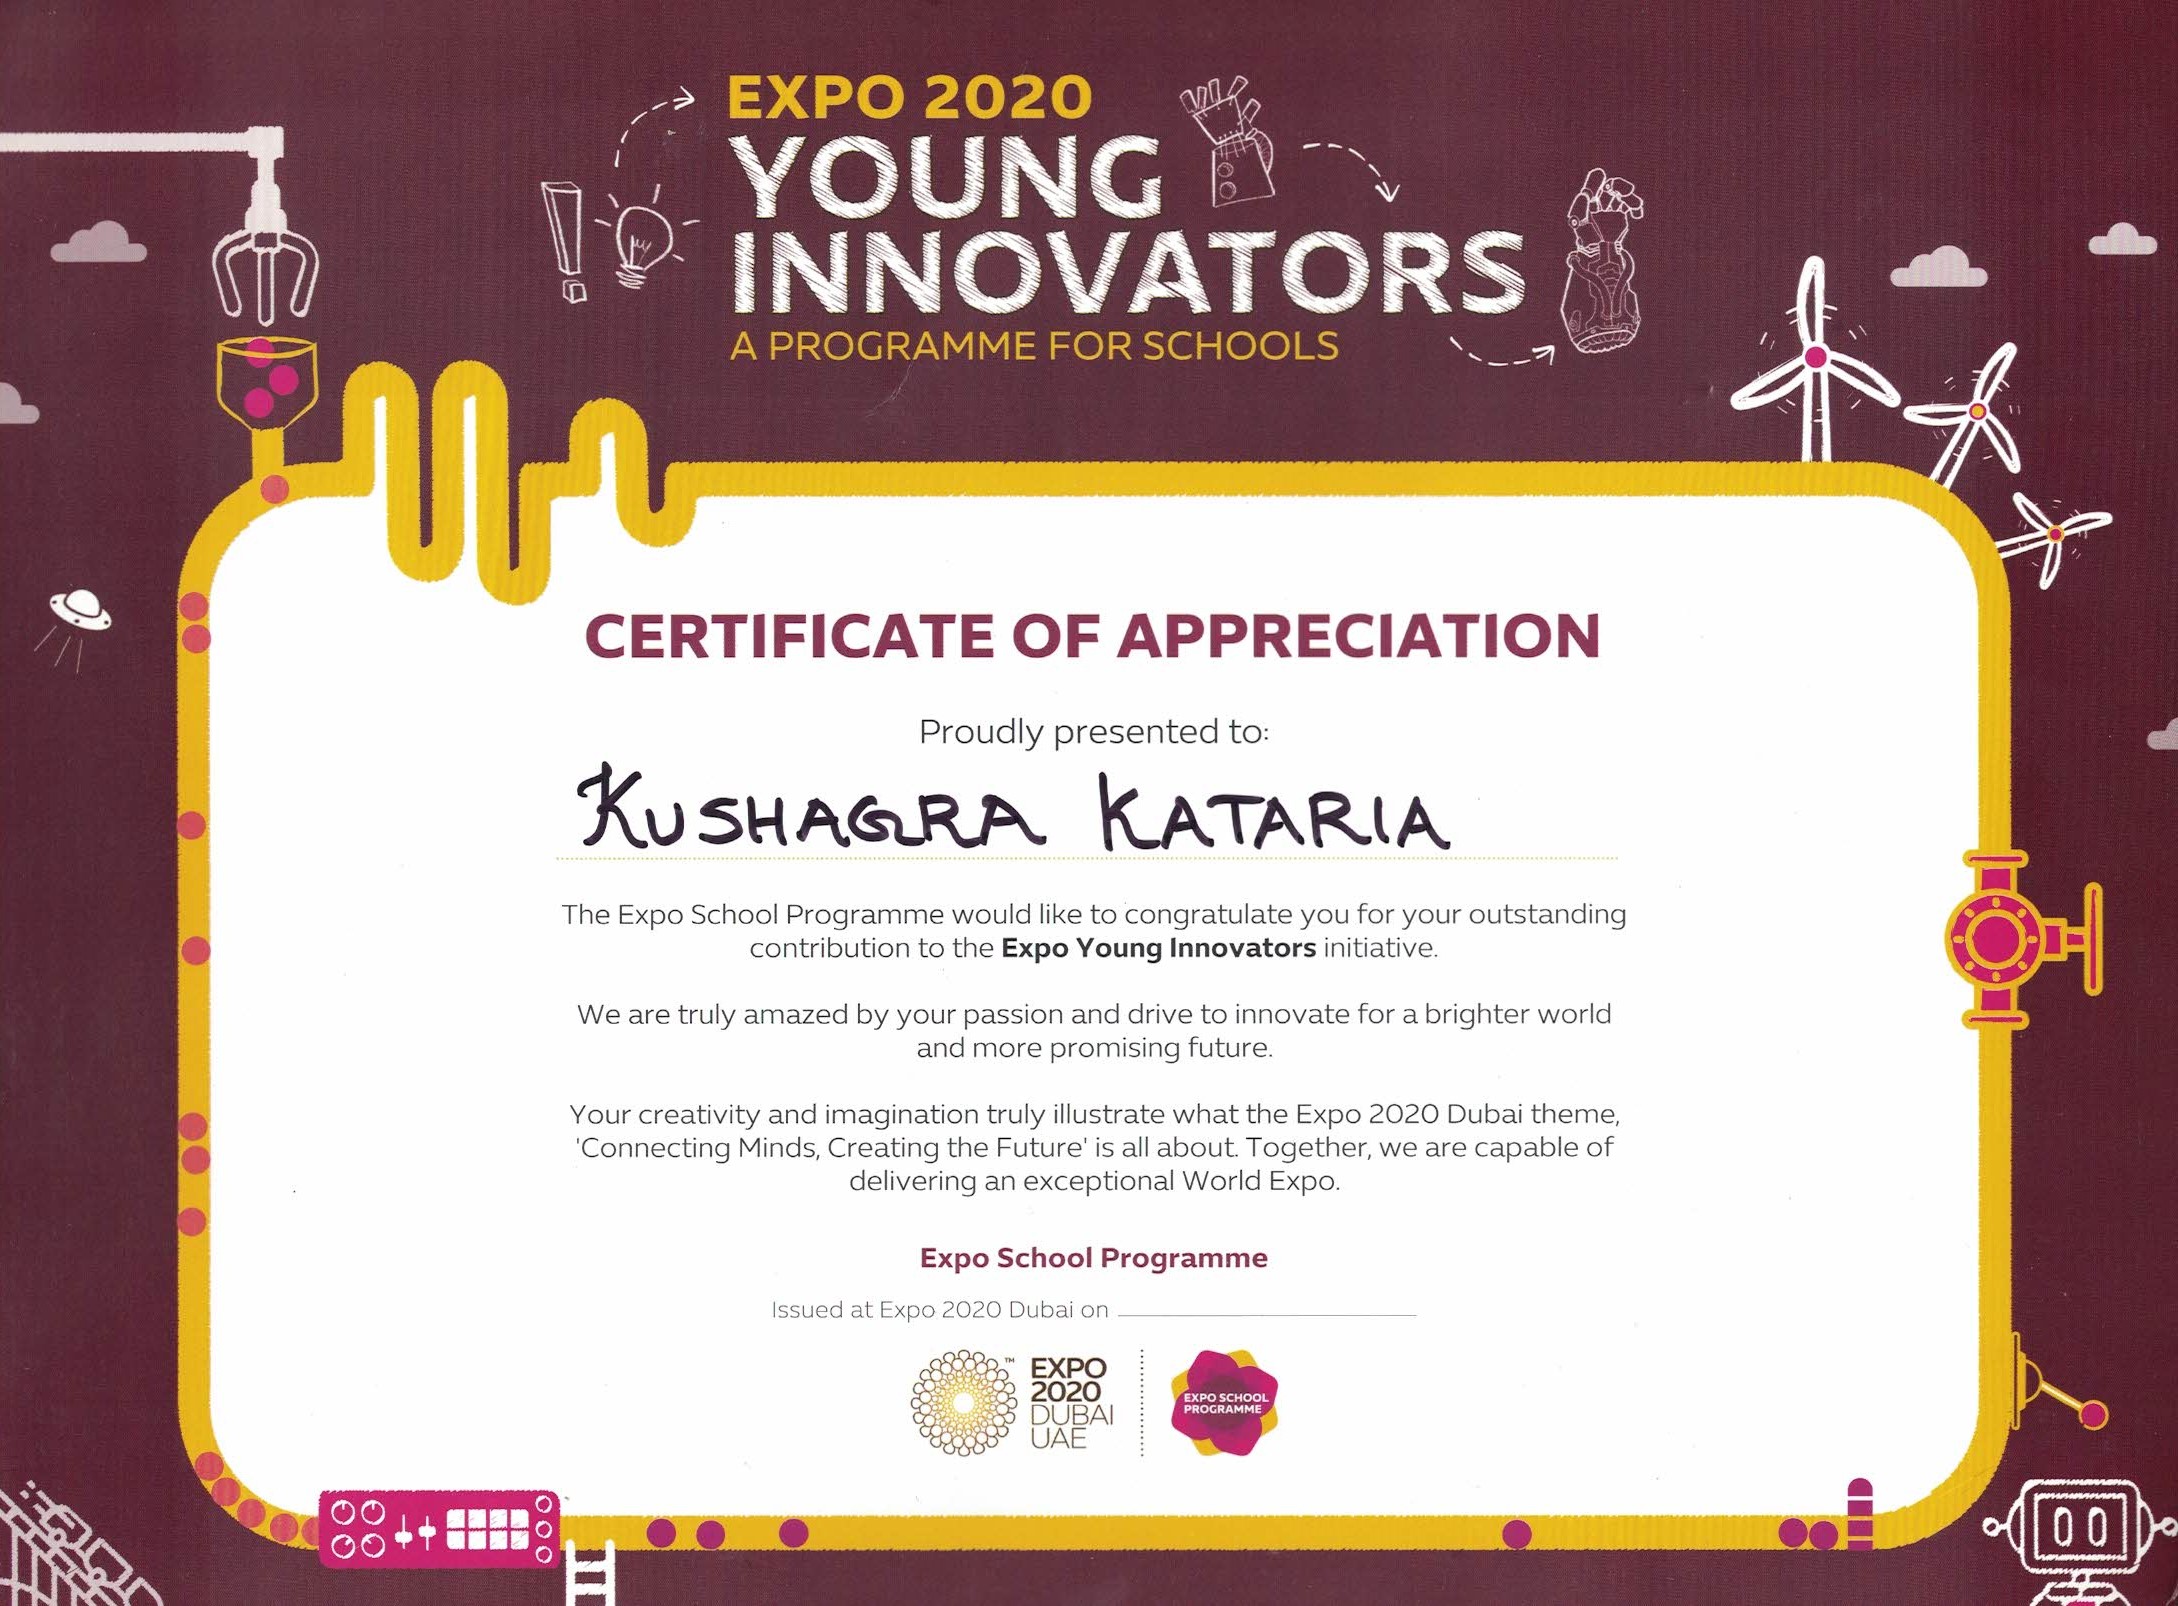 EXPO 2020
YOUNG
INNOVATORS
A PROGRAMME FOR SCHOOLS
CERTIFICATE OF APPRECIATION
Proudly presented to:
KUSHAGRA KATARIA
The Expo School Programme would like to congratulate you for your outstanding
contribution to the Expo Young Innovators initiative.
We are truly amazed by your passion and drive to innovate for a brighter world
and more promising future.
Your creativity and imagination truly illustrate what the Expo 2020 Dubai theme,
'Connecting Minds, Creating the Future' is all about. Together, we are capable of
delivering an exceptional World Expo.
Expo School Programme
Issued at Expo 2020 Dubai on
EXPO
2020
DUBAI
UAE
™
EXPO SCHOOL
PROGRAMME